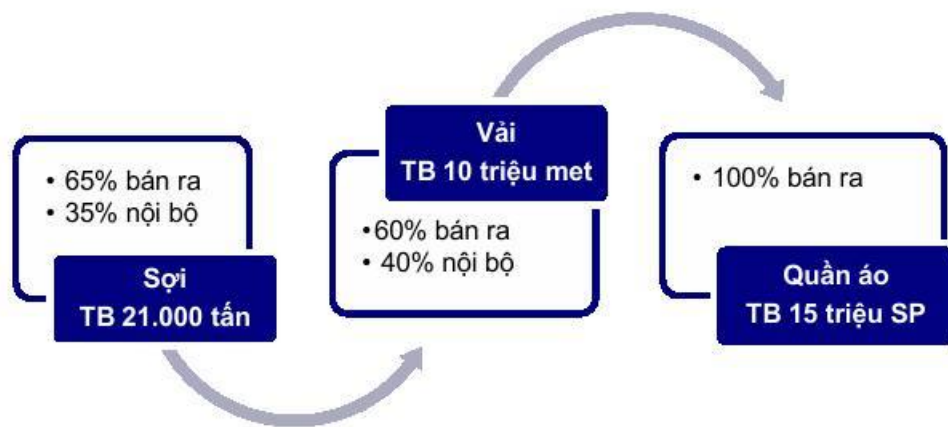 • 65% bán ra
• 35% nội bộ
Sợi
TB 21.000 tấn
Vải
TB 10 triệu met
•60% bán ra
• 40% nội bộ
• 100% bán ra
Quần áo
TB 15 triệu SP